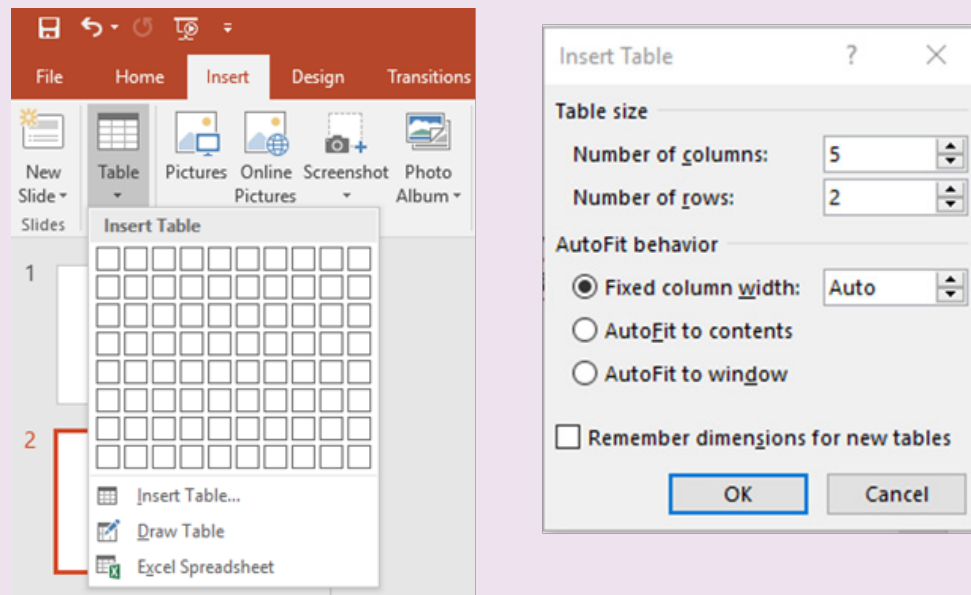 File Home Insert Design Transitions
New Slide
Table
Pictures
Online Pictures
Screenshot
Photo Album
Slides
Insert Table
Insert Table...
Draw Table
Excel Spreadsheet
1
2
Insert Table ?
Table size
Number of columns: 5
Number of rows: 2
AutoFit behavior
Fixed column width: Auto
AutoFit to contents
AutoFit to window
Remember dimensions for new tables
OK Cancel